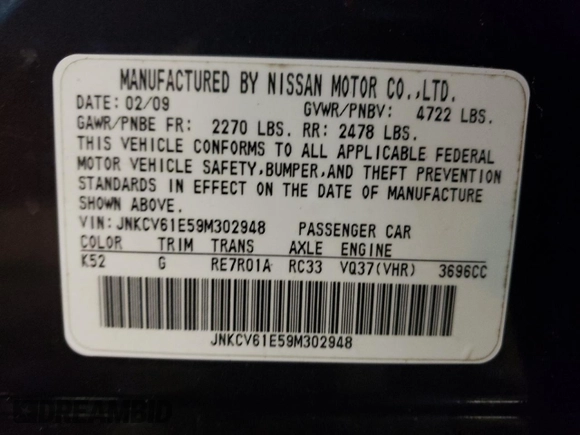 MANUFACTURED BY NISSAN MOTOR CO.,LTD.
DATE: 02/09 GVWR/PNBV: 4722 LBS.
GAWR/PNBE FR: 2270 LBS. RR: 2478 LBS.
THIS VEHICLE CONFORMS TO ALL APPLICABLE FEDERAL
MOTOR VEHICLE SAFETY,BUMPER,AND THEFT PREVENTION
STANDARDS IN EFFECT ON THE DATE OF MANUFACTURE
SHOWN ABOVE.
VIN:JNKCV61E59M302948 PASSENGER CAR
COLOR TRIM TRANS AXLE ENGINE
K52 G RE7R01A RC33 VQ37(VHR) 3696CC
JNKCV61E59M302948
DREAMBID